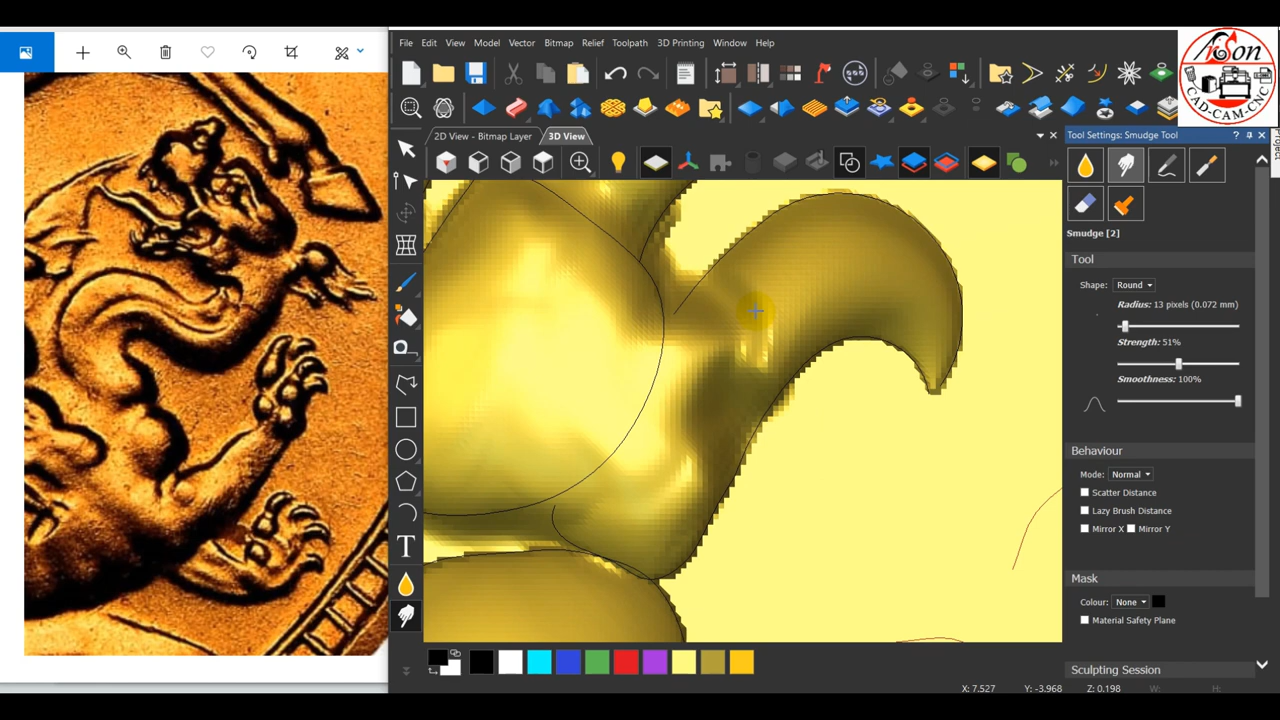 File Edit View Model Vector Bitmap Relief Toolpath 3D Printing Window Help
CAD-CAM-CNC
2D View - Bitmap Layer 3D View
Tool Settings: Smudge Tool
Project
Smudge [2]
Tool
Shape: Round
Radius: 13 pixels (0.072 mm)
Strength: 51%
Smoothness: 100%
Behaviour
Mode: Normal
Scatter Distance
Lazy Brush Distance
Mirror X Mirror Y
Mask
Colour: None
Material Safety Plane
Sculpting Session
X: 7.527 Y: -3.968 Z: 0.198 W: H: